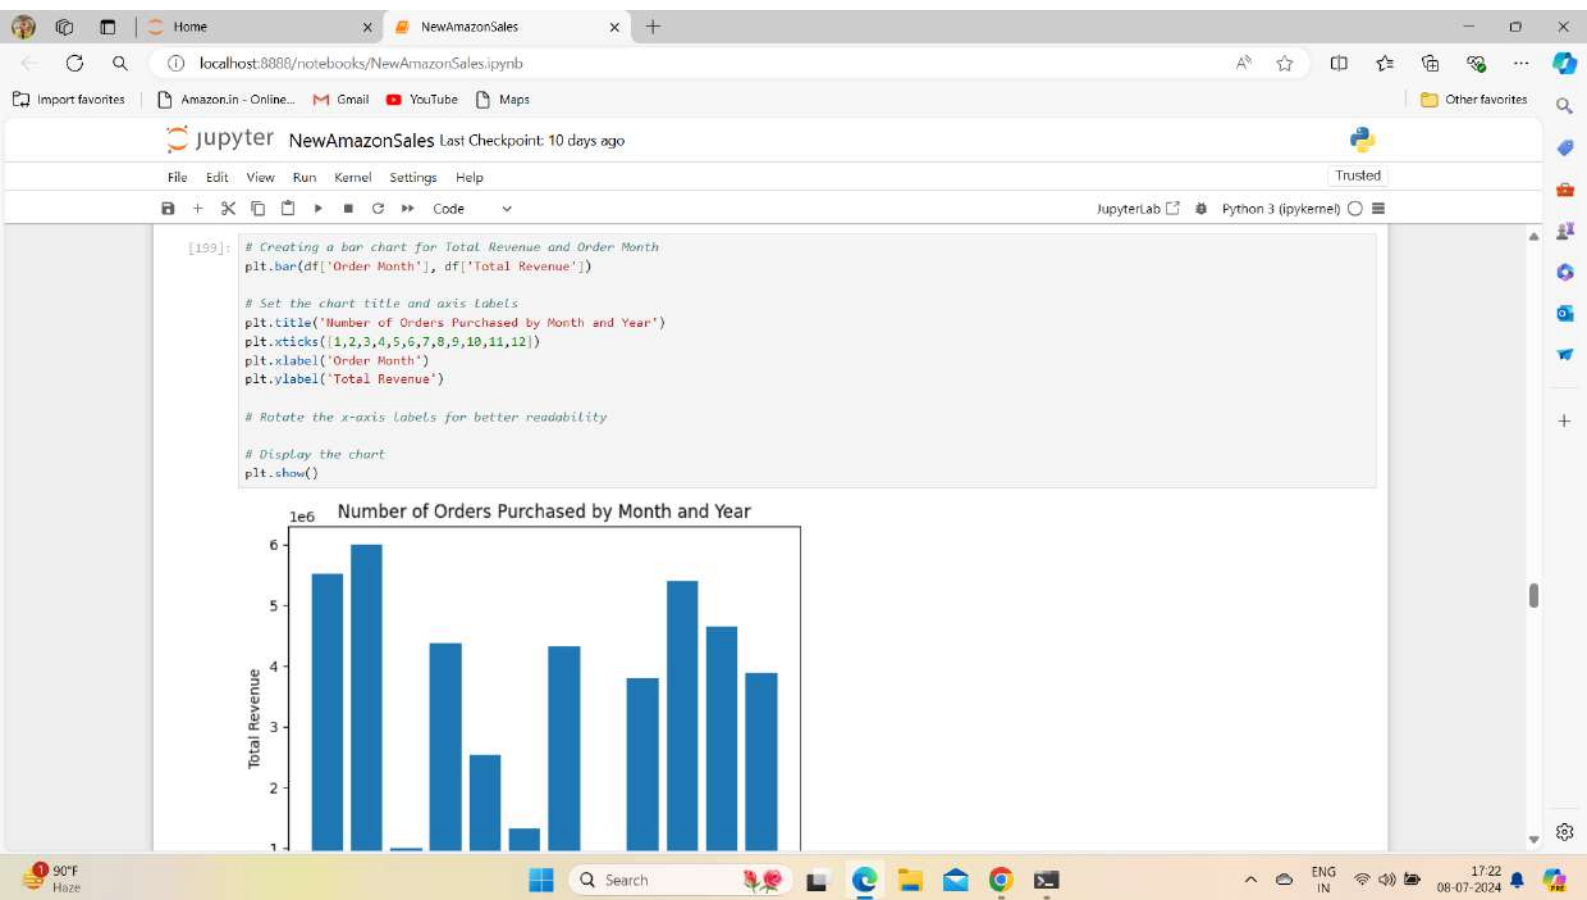 Home
NewAmazonSales
localhost:8888/notebooks/NewAmazonSales.ipynb
Import favorites
Amazon.in - Online...
Gmail
YouTube
Maps
Other favorites
jupyter NewAmazonSales Last Checkpoint: 10 days ago
File Edit View Run Kernel Settings Help
Trusted
Code
JupyterLab
Python 3 (ipykernel)
[199]: # Creating a bar chart for Total Revenue and Order Month
plt.bar(df['Order Month'], df['Total Revenue'])
# Set the chart title and axis labels
plt.title('Number of Orders Purchased by Month and Year')
plt.xticks([1,2,3,4,5,6,7,8,9,10,11,12])
plt.xlabel('Order Month')
plt.ylabel('Total Revenue')
# Rotate the x-axis labels for better readability
# Display the chart
plt.show()
1e6 Number of Orders Purchased by Month and Year
6
5
4
3
2
1
Total Revenue
1
90°F
Haze
Search
ENG
IN
17:22
08-07-2024
PRE